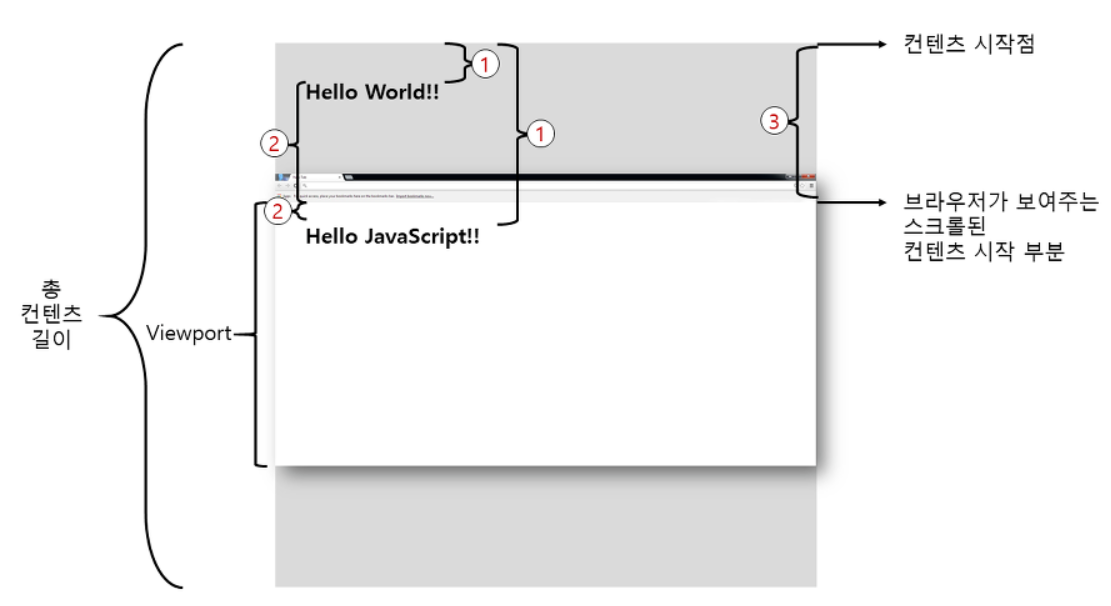 컨텐츠 시작점
1
Hello World!!
1
3
2
2
브라우저가 보여주는
스크롤된
컨텐츠 시작 부분
Hello JavaScript!!
총
컨텐츠
길이
Viewport